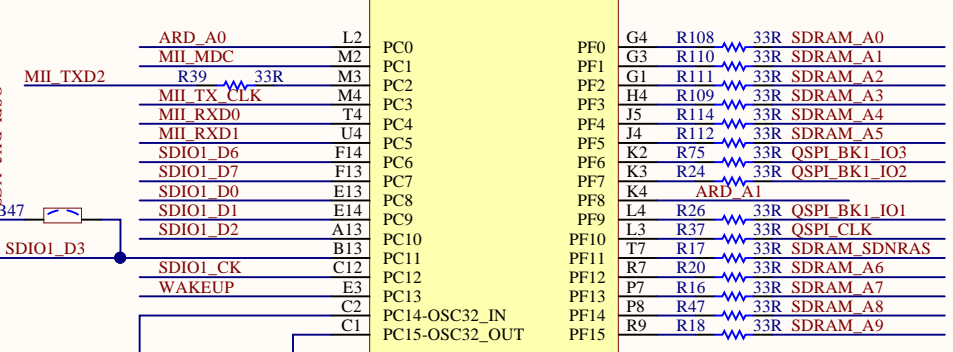 ARD_A0 L2 PC0 PF0 G4 R108 33R SDRAM_A0
MII_MDC M2 PC1 PF1 G3 R110 33R SDRAM_A1
MII_TXD2 R39 33R M3 PC2 PF2 G1 R111 33R SDRAM_A2
MII_TX_CLK M4 PC3 PF3 H4 R109 33R SDRAM_A3
MII_RXD0 T4 PC4 PF4 J5 R114 33R SDRAM_A4
MII_RXD1 U4 PC5 PF5 J4 R112 33R SDRAM_A5
SDIO1_D6 F14 PC6 PF6 K2 R75 33R QSPI_BK1_IO3
SDIO1_D7 F13 PC7 PF7 K3 R24 33R QSPI_BK1_IO2
SDIO1_D0 E13 PC8 PF8 K4 ARD_A1
SDIO1_D1 E14 PC9 PF9 L4 R26 33R QSPI_BK1_IO1
SDIO1_D2 A13 PC10 PF10 L3 R37 33R QSPI_CLK
SDIO1_D3 B13 PC11 PF11 T7 R17 33R SDRAM_SDNRAS
SDIO1_CK C12 PC12 PF12 R7 R20 33R SDRAM_A6
WAKEUP E3 PC13 PF13 P7 R16 33R SDRAM_A7
C2 PC14-OSC32_IN PF14 P8 R47 33R SDRAM_A8
C1 PC15-OSC32_OUT PF15 R9 R18 33R SDRAM_A9